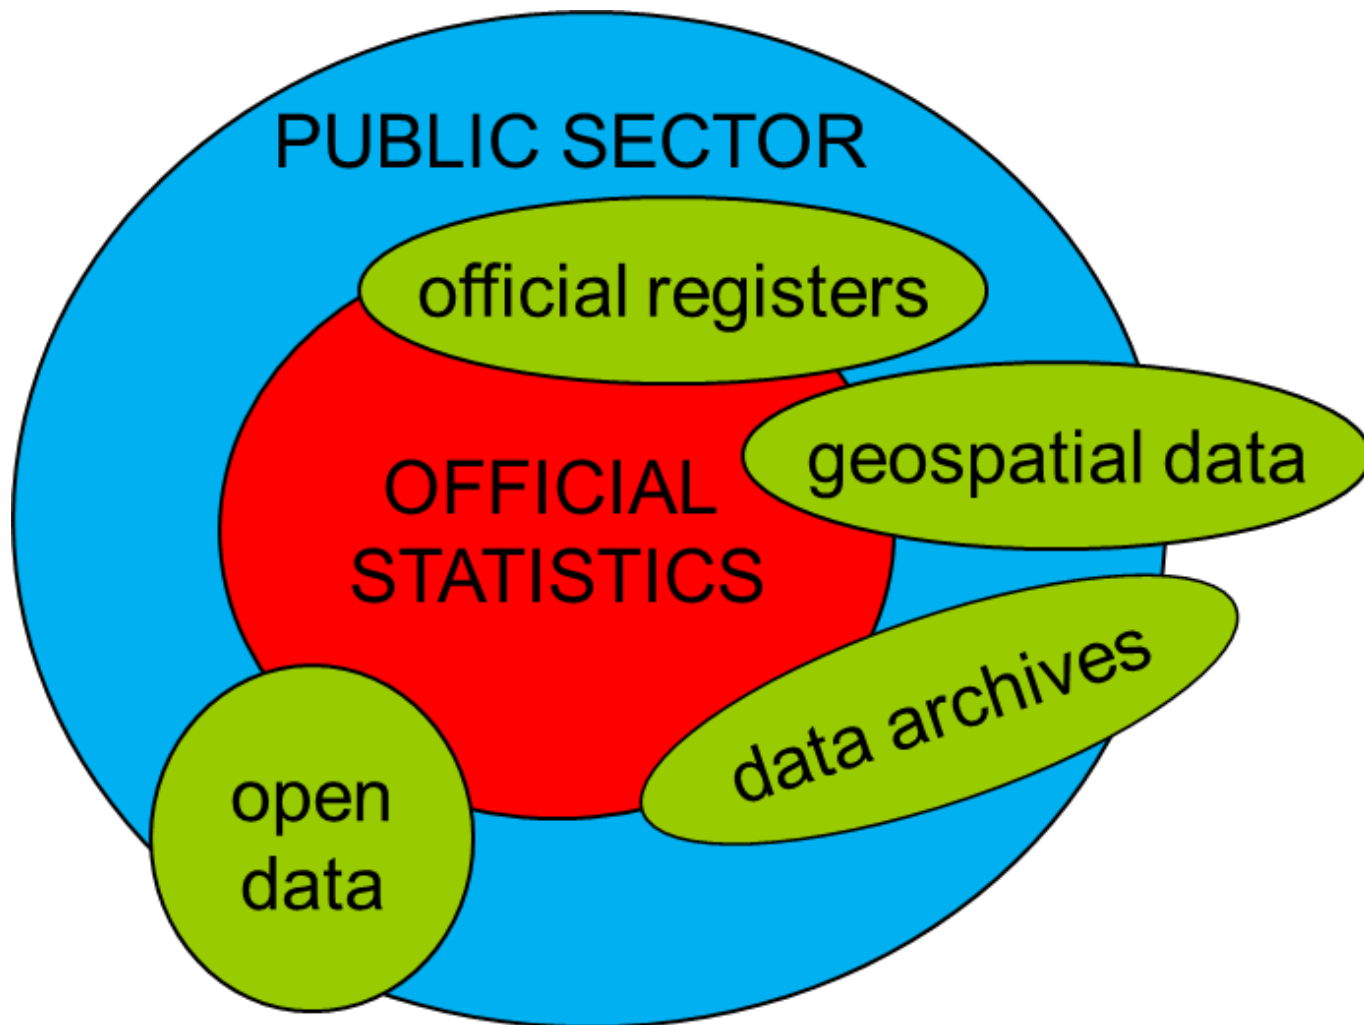 PUBLIC SECTOR
official registers
geospatial data
OFFICIAL
STATISTICS
data archives
open
data